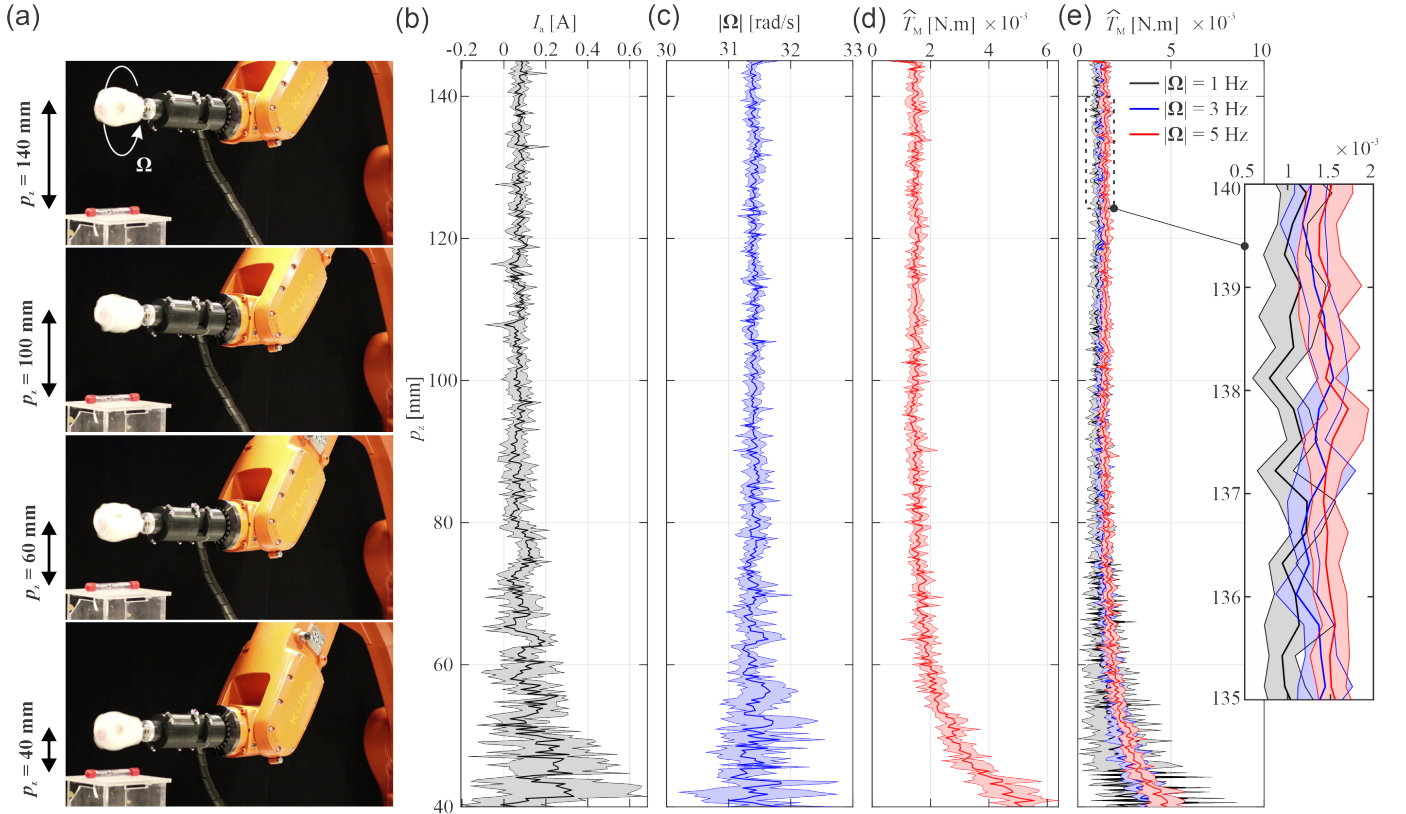 (a)
p_z = 140 mm
Ω
KUKA
p_z = 100 mm
KUKA
p_z = 60 mm
KUKA
p_z = 40 mm
KUKA
(b)
I_a [A]
-0.2 0 0.2 0.4 0.6
p_z [mm]
140
120
100
80
60
40
(c)
|Ω| [rad/s]
30 31 32 33
(d)
T̂_M [N.m] ×10⁻³
0 2 4 6
(e)
T̂_M [N.m] ×10⁻³
0 5 10
|Ω| = 1 Hz
|Ω| = 3 Hz
|Ω| = 5 Hz
×10⁻³
0.5 1 1.5 2
140
139
138
137
136
135